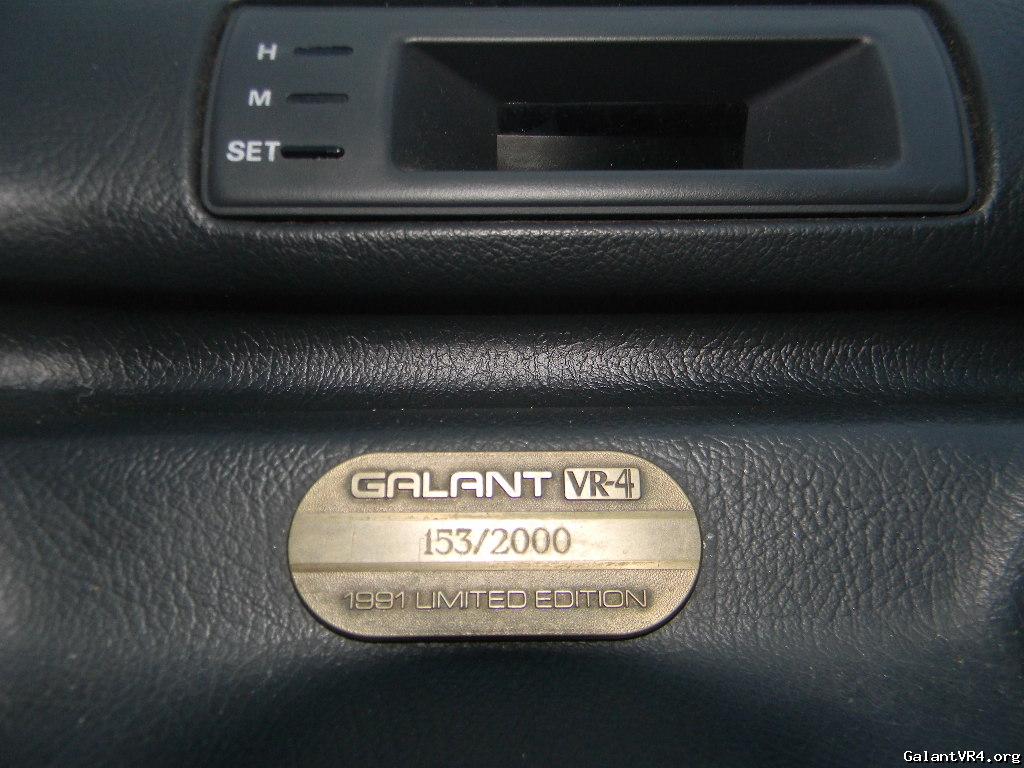 H
M
SET
GALANT VR-4
153/2000
1991 LIMITED EDITION
GalantVR4.org